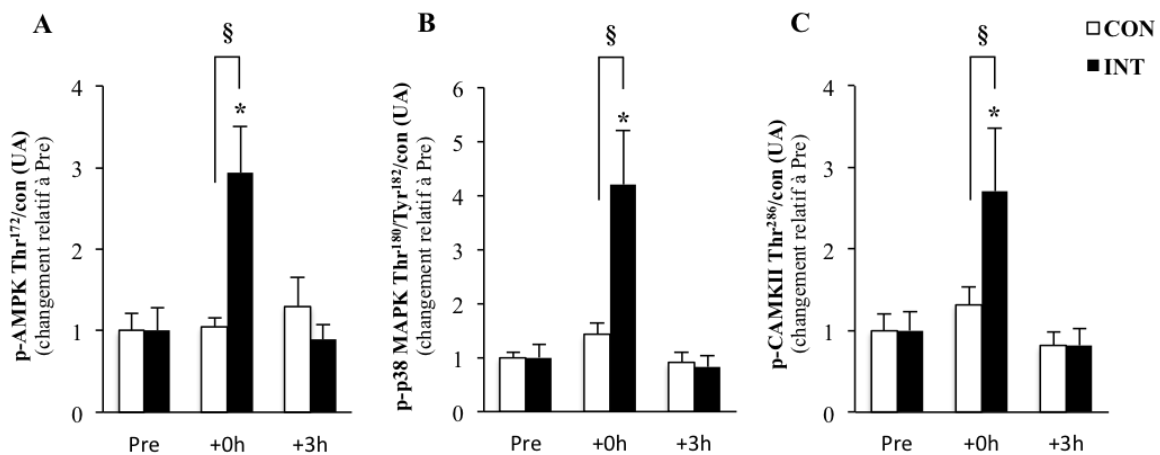 A
p-AMPK Thr¹⁷²/con (UA)
(changement relatif à Pre)
4
3
2
1
0
§
*
Pre +0h +3h
B
p-p38 MAPK Thr¹⁸⁰/Tyr¹⁸²/con (UA)
(changement relatif à Pre)
6
5
4
3
2
1
0
§
*
Pre +0h +3h
C
p-CAMKII Thr²⁸⁶/con (UA)
(changement relatif à Pre)
4
3
2
1
0
§
*
Pre +0h +3h
CON
INT